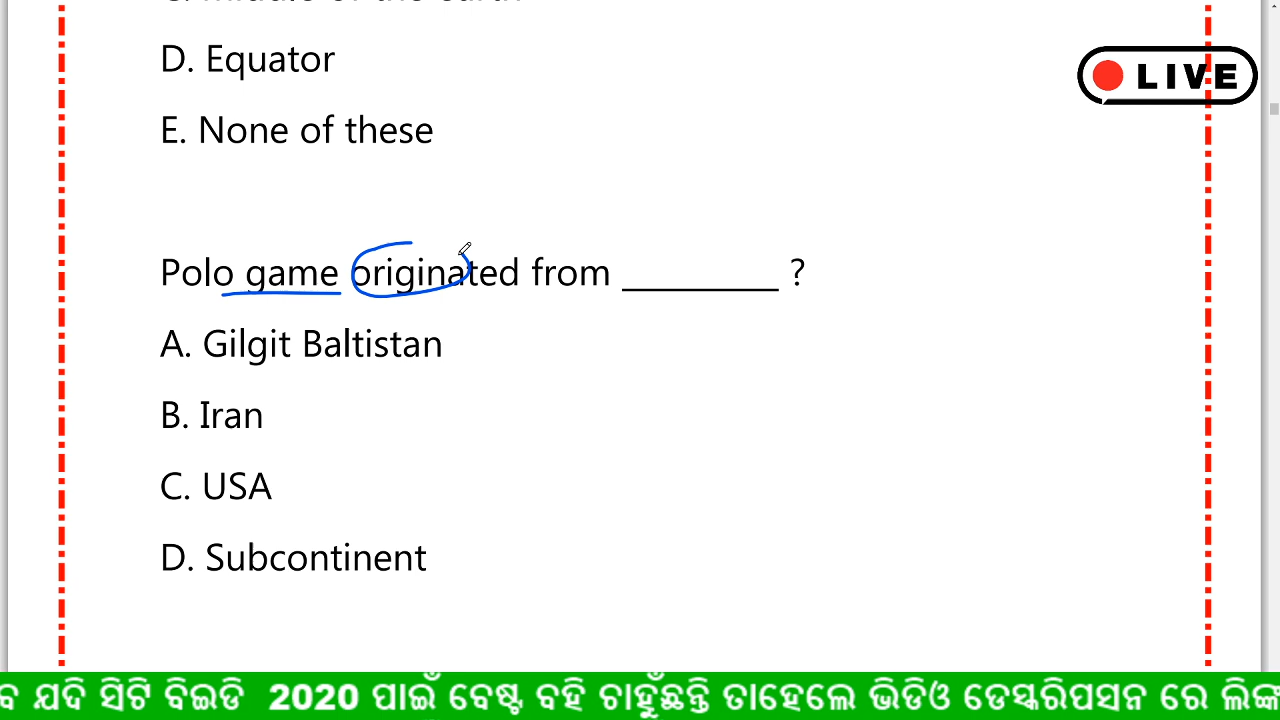 D. Equator
LIVE
E. None of these
Polo game originated from _________ ?
A. Gilgit Baltistan
B. Iran
C. USA
D. Subcontinent
ଯଦି ସିଟି ବିଇଡି 2020 ପାଇଁ ବେଷ୍ଟ ବହି ଚାହୁଁଛନ୍ତି ତାହେଲେ ଭିଡିଓ ଡେସ୍କରିପସନ ରେ ଲିଙ୍କ